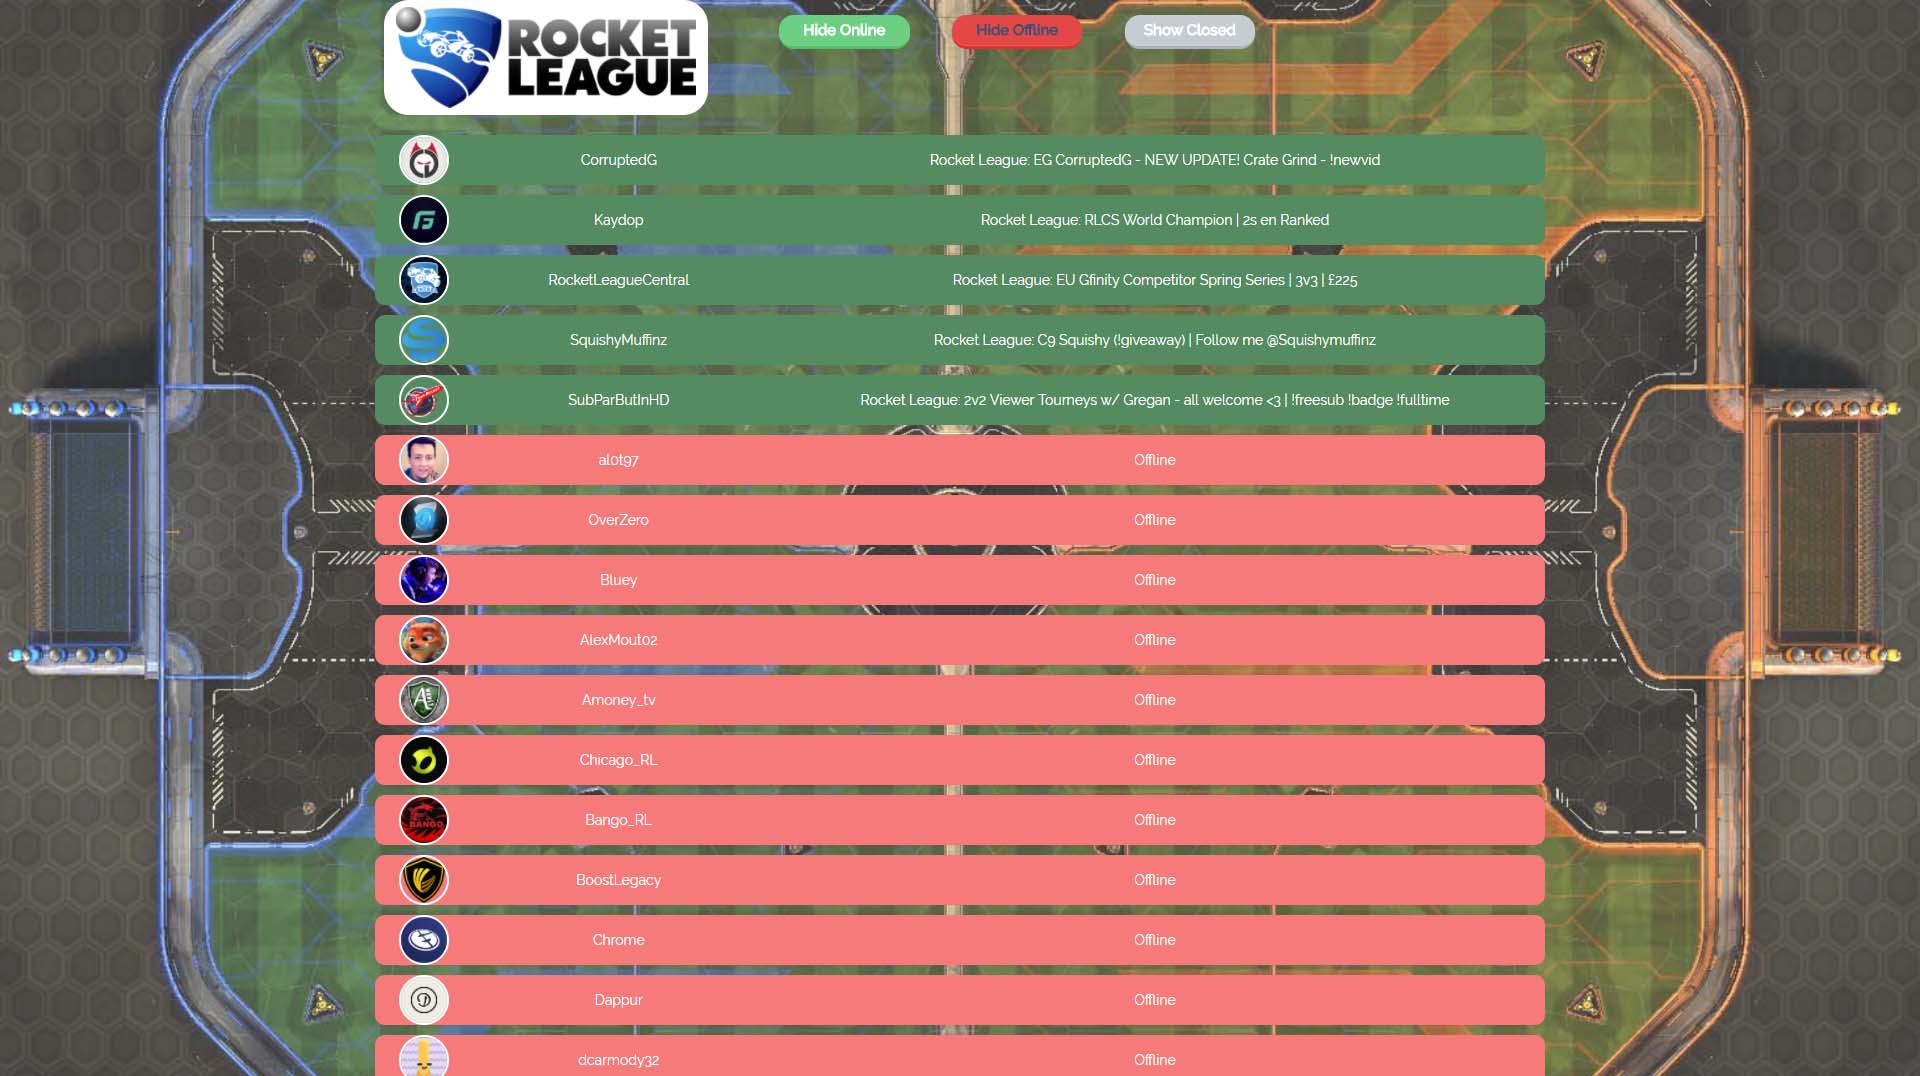 ROCKET
LEAGUE
Hide Online
Hide Offline
Show Closed
CorruptedG Rocket League: EG CorruptedG - NEW UPDATE! Crate Grind - !newvid
Kaydop Rocket League: RLCS World Champion | 2s en Ranked
RocketLeagueCentral Rocket League: EU Gfinity Competitor Spring Series | 3v3 | £225
SquishyMuffinz Rocket League: C9 Squishy (!giveaway) | Follow me @Squishymuffinz
SubParButInHD Rocket League: 2v2 Viewer Tourneys w/ Gregan - all welcome <3 | !freesub !badge !fulltime
al0t97 Offline
OverZero Offline
Bluey Offline
AlexMout02 Offline
Amoney_tv Offline
Chicago_RL Offline
BANGO
Bango_RL Offline
BoostLegacy Offline
Chrome Offline
Dappur Offline
dcarmody32 Offline